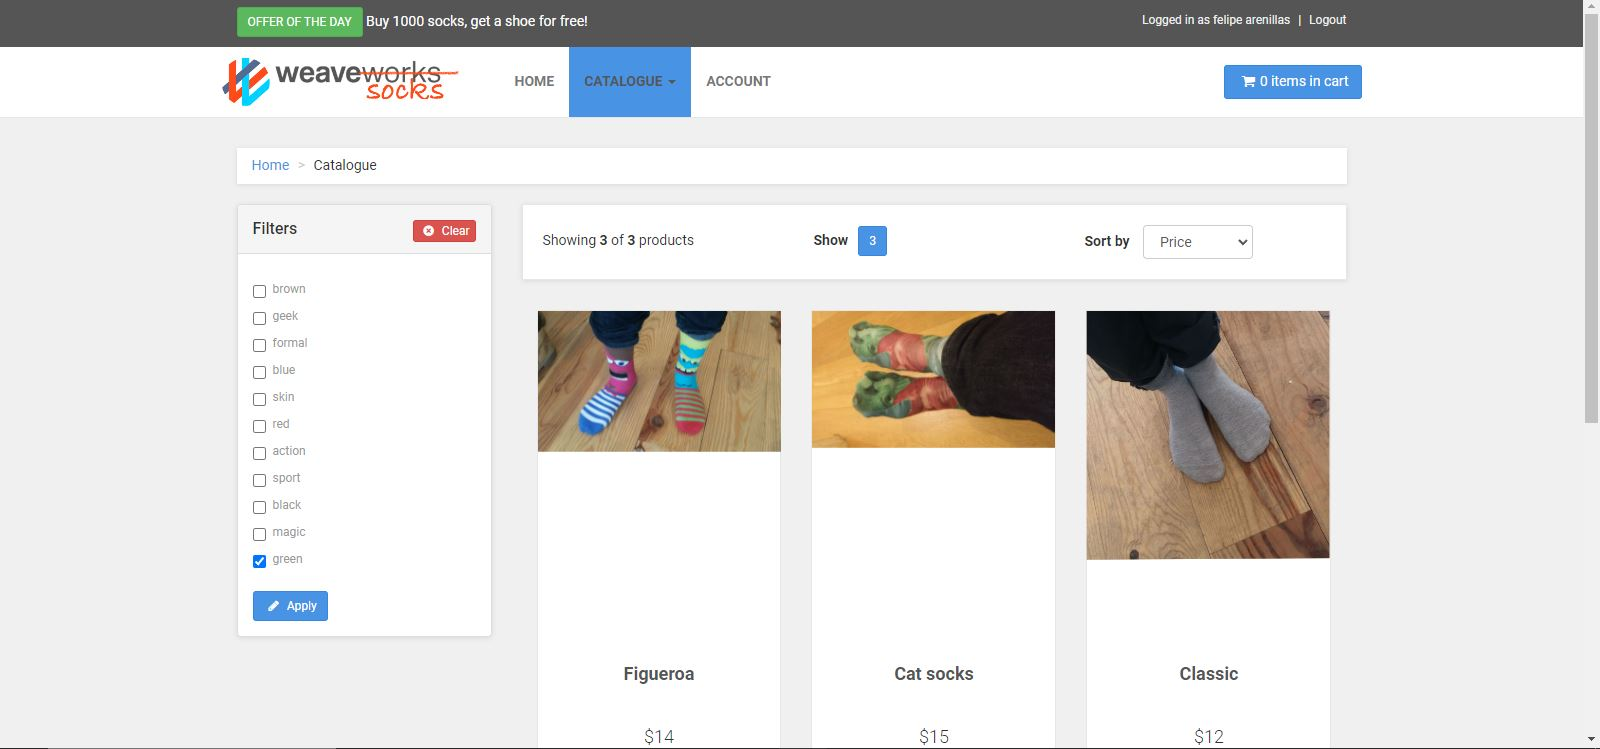 OFFER OF THE DAY Buy 1000 socks, get a shoe for free!
Logged in as felipe arenillas | Logout
weaveworks
socks
HOME CATALOGUE ACCOUNT
0 items in cart
Home > Catalogue
Filters
Clear
brown
geek
formal
blue
skin
red
action
sport
black
magic
green
Apply
Showing 3 of 3 products
Show 3
Sort by Price
Figueroa
$14
Cat socks
$15
Classic
$12